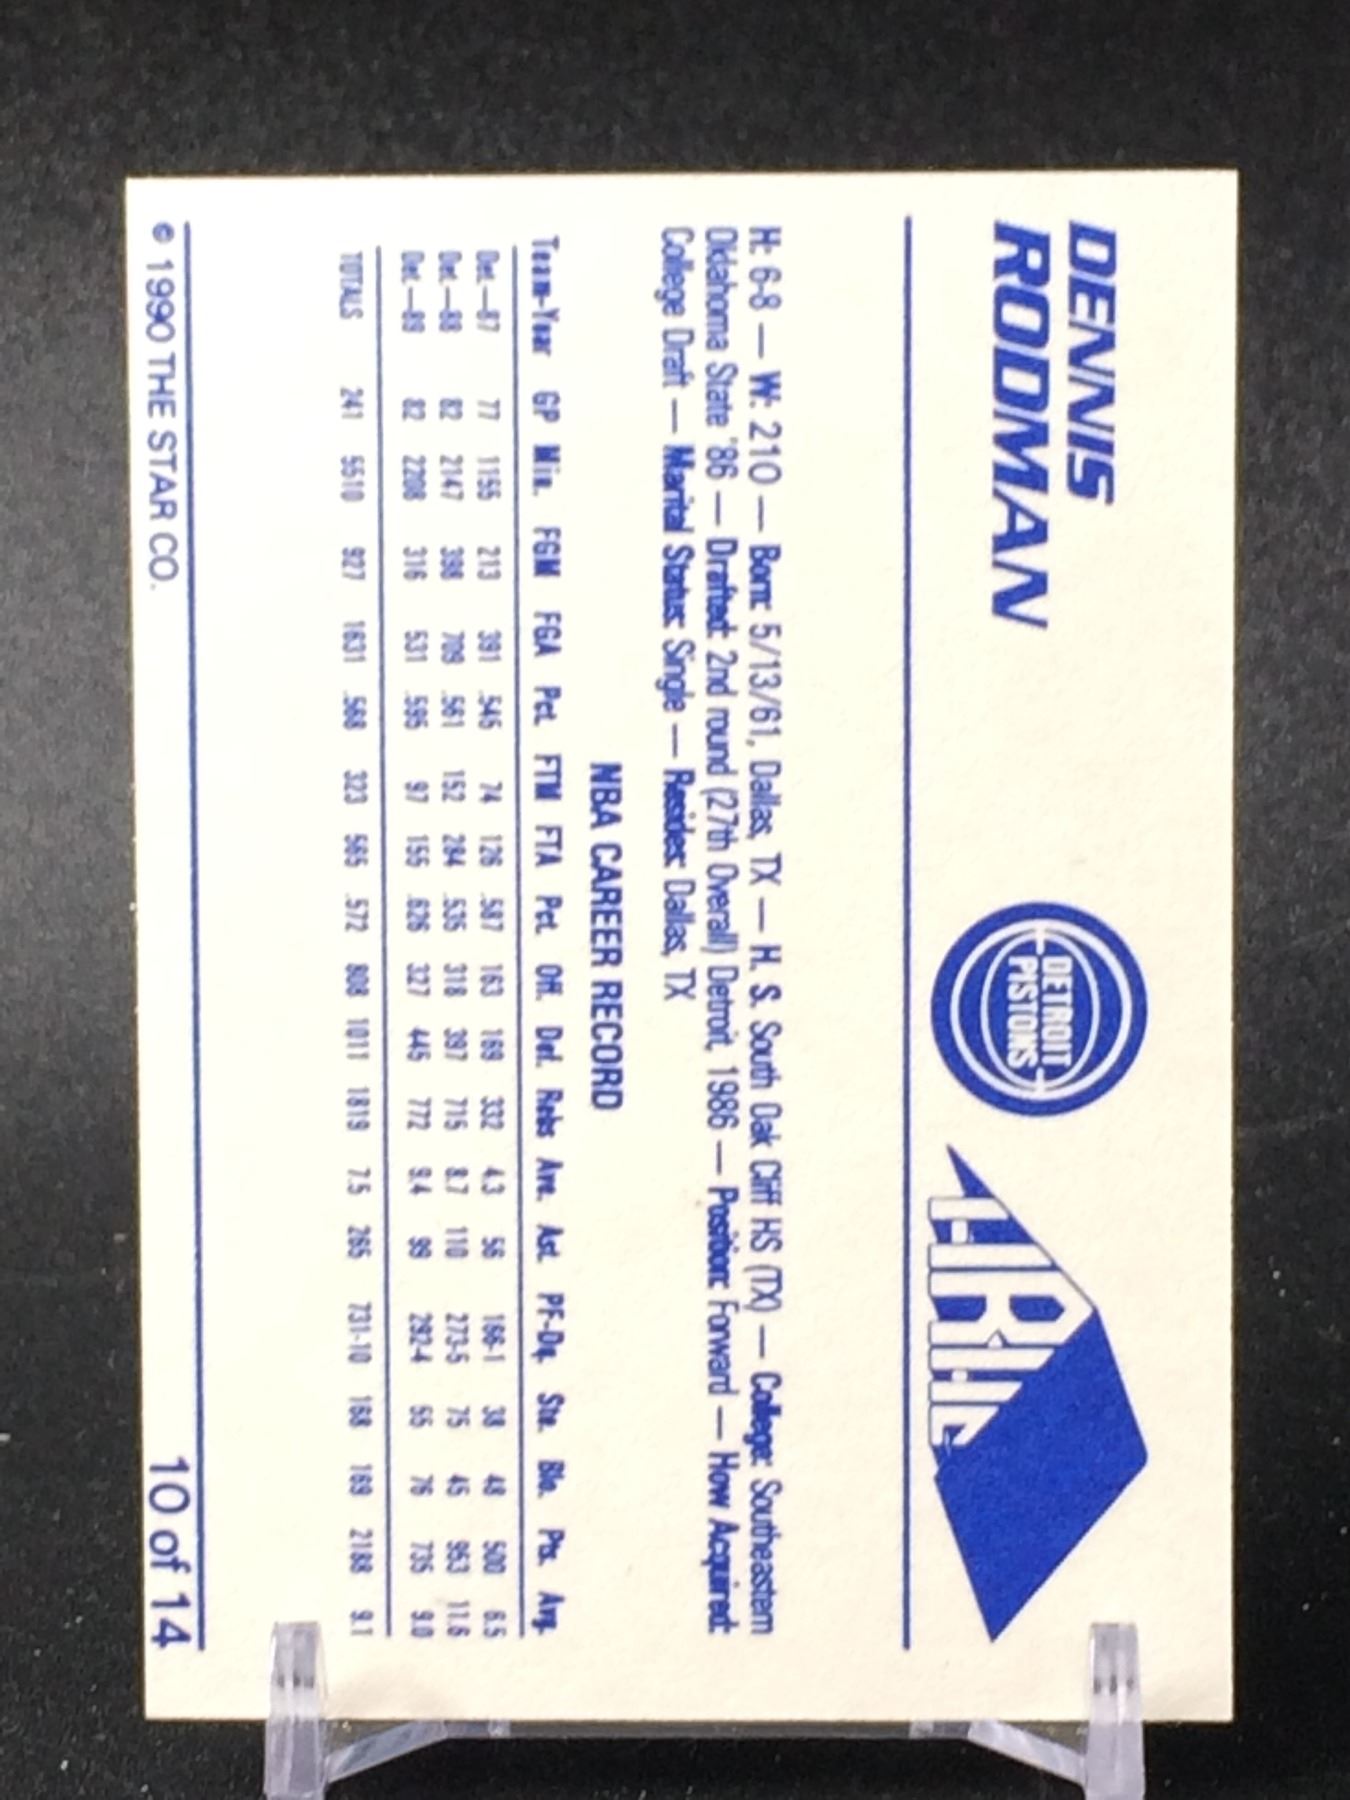 DENNIS
RODMAN
DETROIT
PISTONS
H: 6-8 — W: 210 — Born: 5/13/61, Dallas, TX — H. S. South Oak Cliff HS (TX) — College: Southeastern
Oklahoma State '86 — Drafted: 2nd round (27th Overall) Detroit, 1986 — Position: Forward — How Acquired:
College Draft — Marital Status: Single — Resides: Dallas, TX
NBA CAREER RECORD
Team-Year GP Min. FGM FGA Pct. FTM FTA Pct. Off. Def. Rebs Ave. Ast. PF-Dq. Ste. Blo. Pts. Avg.
Det.—87 77 1155 213 391 .545 74 126 .587 163 169 332 4.3 56 166-1 38 48 500 6.5
Det.—88 82 2147 398 709 .561 152 284 .535 318 397 715 8.7 110 273-5 75 45 953 11.6
Det.—89 82 2208 316 531 .595 97 155 .626 327 445 772 9.4 99 292-4 55 76 735 9.0
TOTALS 241 5510 927 1631 .568 323 565 .572 808 1011 1819 7.5 265 731-10 168 169 2188 9.1
© 1990 THE STAR CO.
10 of 14